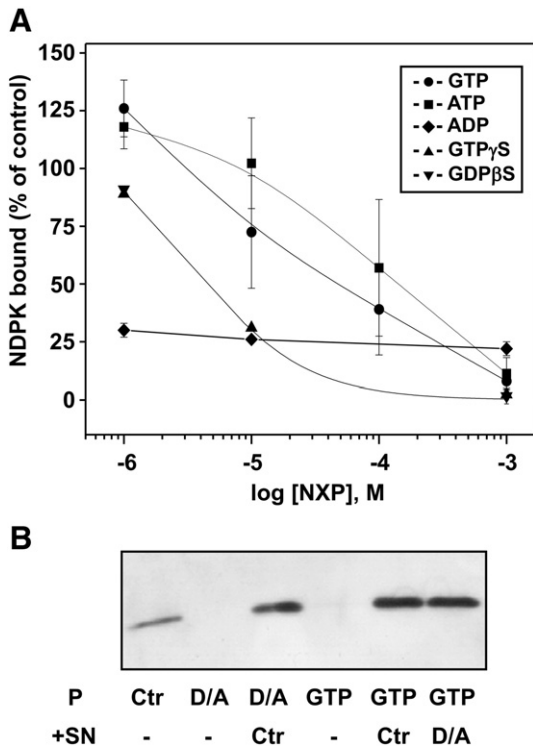 A
NDPK bound (% of control)
150
125
100
75
50
25
0
GTP
ATP
ADP
GTPγS
GDPβS
-6 -5 -4 -3
log [NXP], M
B
P Ctr D/A D/A GTP GTP GTP
+SN - - Ctr - Ctr D/A